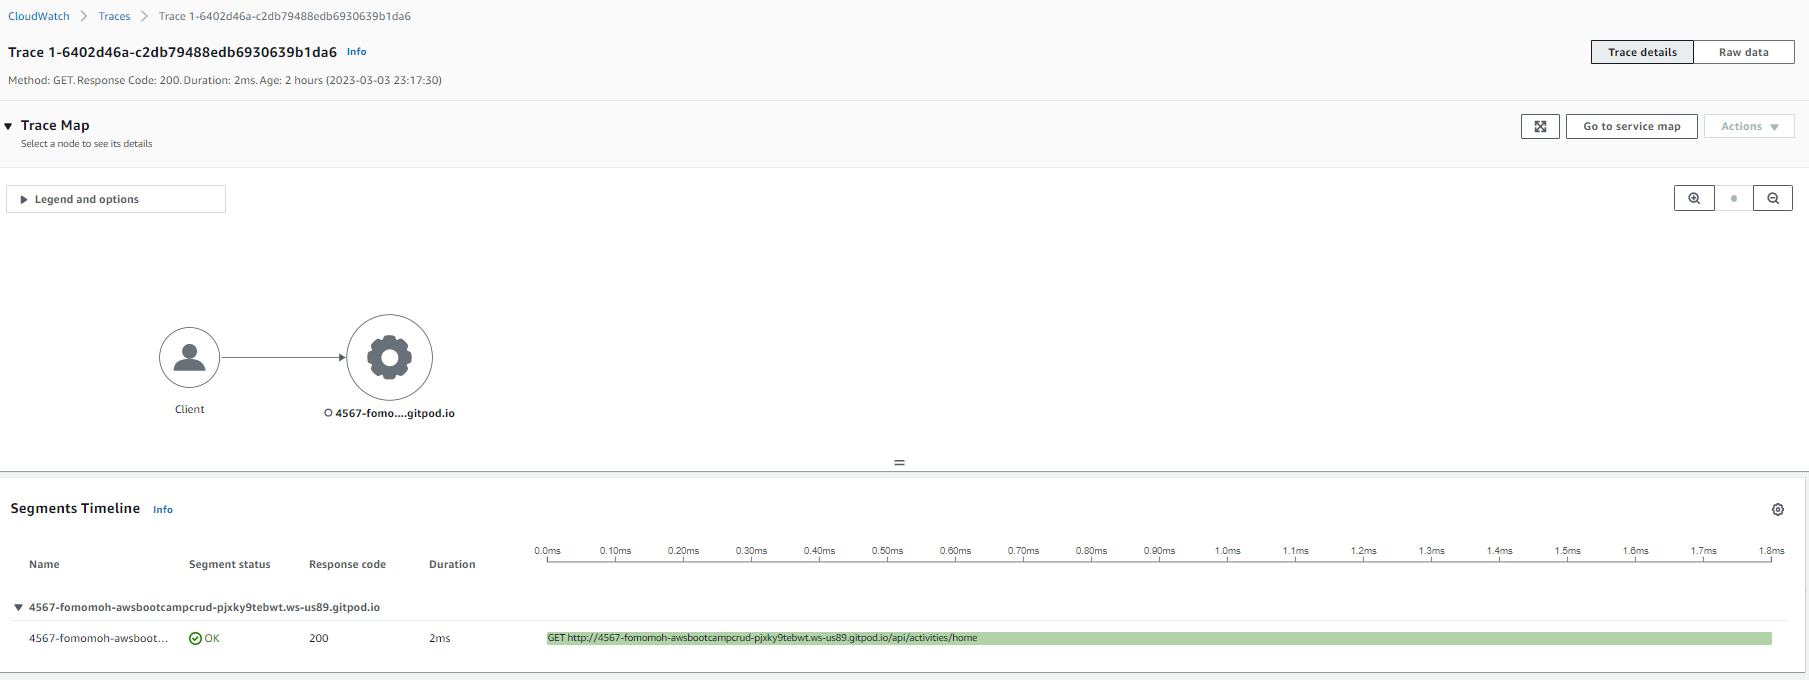 CloudWatch > Traces > Trace 1-6402d46a-c2db79488edb6930639b1da6
Trace 1-6402d46a-c2db79488edb6930639b1da6 Info
Trace details Raw data
Method: GET. Response Code: 200. Duration: 2ms. Age: 2 hours (2023-03-03 23:17:30)
Trace Map
Select a node to see its details
Go to service map Actions
Legend and options
Client
4567-fomo....gitpod.io
Segments Timeline Info
Name Segment status Response code Duration
0.0ms 0.10ms 0.20ms 0.30ms 0.40ms 0.50ms 0.60ms 0.70ms 0.80ms 0.90ms 1.0ms 1.1ms 1.2ms 1.3ms 1.4ms 1.5ms 1.6ms 1.7ms 1.8ms
4567-fomomoh-awsbootcampcrud-pjxky9tebwt.ws-us89.gitpod.io
4567-fomomoh-awsboot... OK 200 2ms GET http://4567-fomomoh-awsbootcampcrud-pjxky9tebwt.ws-us89.gitpod.io/api/activities/home